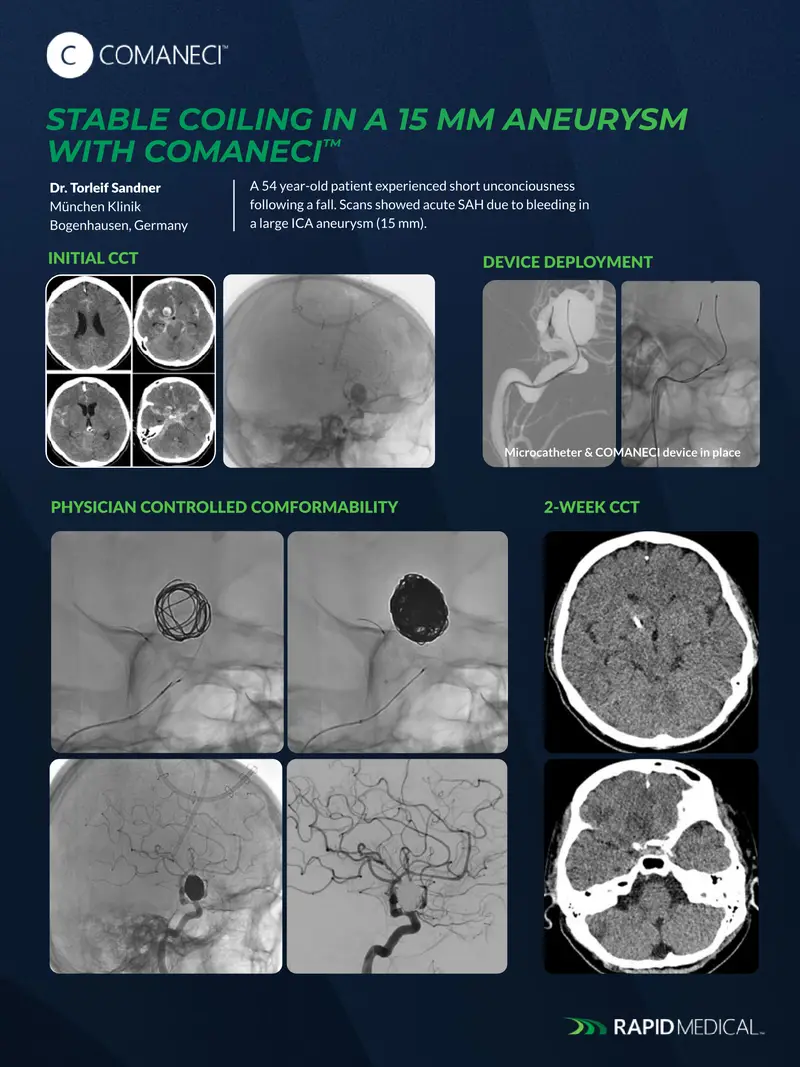 C COMANECI™
STABLE COILING IN A 15 MM ANEURYSM
WITH COMANECI™
Dr. Torleif Sandner
München Klinik
Bogenhausen, Germany
A 54 year-old patient experienced short unconciousness
following a fall. Scans showed acute SAH due to bleeding in
a large ICA aneurysm (15 mm).
INITIAL CCT
DEVICE DEPLOYMENT
Microcatheter & COMANECI device in place
PHYSICIAN CONTROLLED COMFORMABILITY
2-WEEK CCT
RAPID MEDICAL™